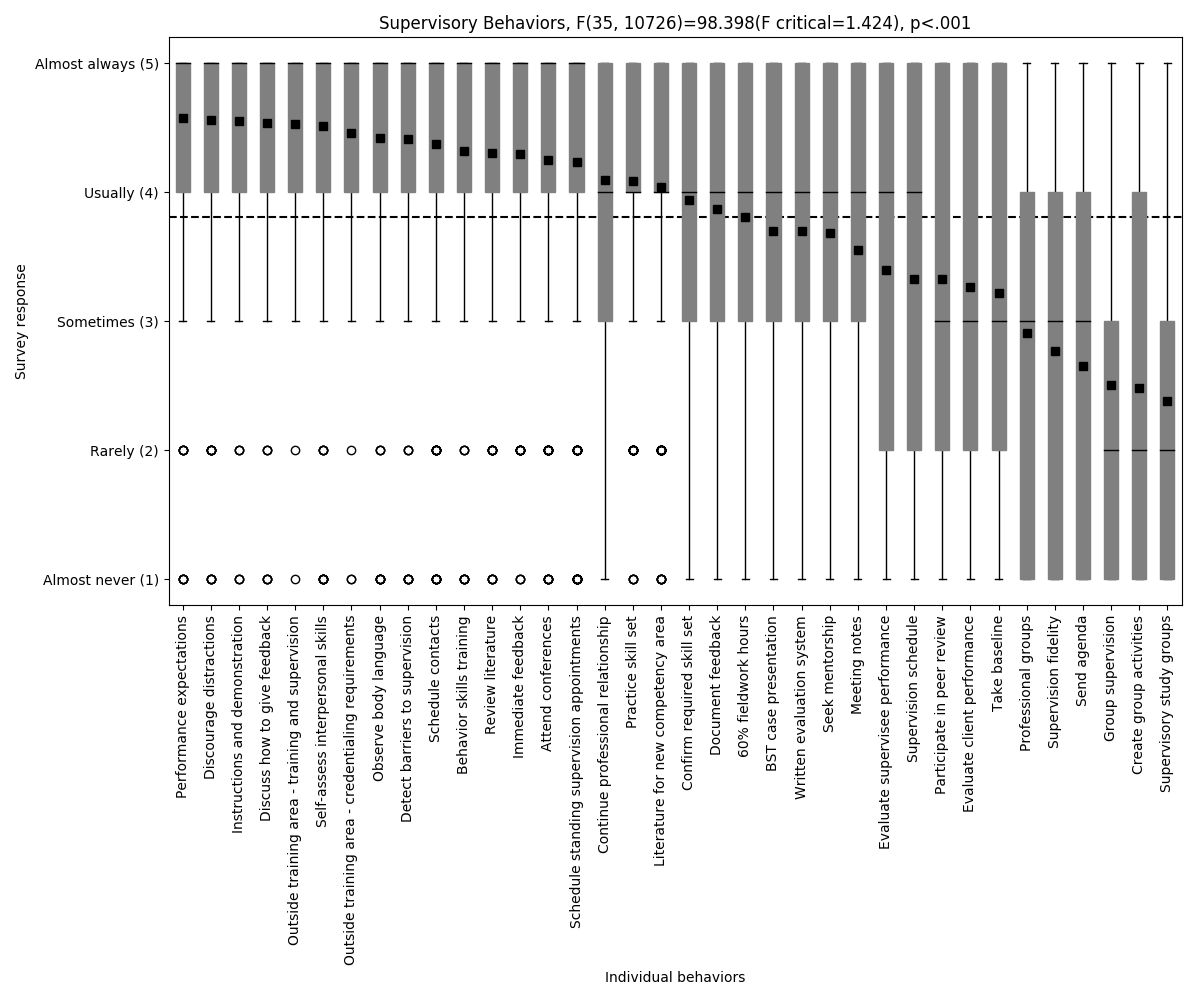 Supervisory Behaviors, F(35, 10726)=98.398(F critical=1.424), p<.001
Survey response
Almost always (5)
Usually (4)
Sometimes (3)
Rarely (2)
Almost never (1)
Performance expectations
Discourage distractions
Instructions and demonstration
Discuss how to give feedback
Outside training area - training and supervision
Self-assess interpersonal skills
Outside training area - credentialing requirements
Observe body language
Detect barriers to supervision
Schedule contacts
Behavior skills training
Review literature
Immediate feedback
Attend conferences
Schedule standing supervision appointments
Continue professional relationship
Practice skill set
Literature for new competency area
Confirm required skill set
Document feedback
60% fieldwork hours
BST case presentation
Written evaluation system
Seek mentorship
Meeting notes
Evaluate supervisee performance
Supervision schedule
Participate in peer review
Evaluate client performance
Take baseline
Professional groups
Supervision fidelity
Send agenda
Group supervision
Create group activities
Supervisory study groups
Individual behaviors